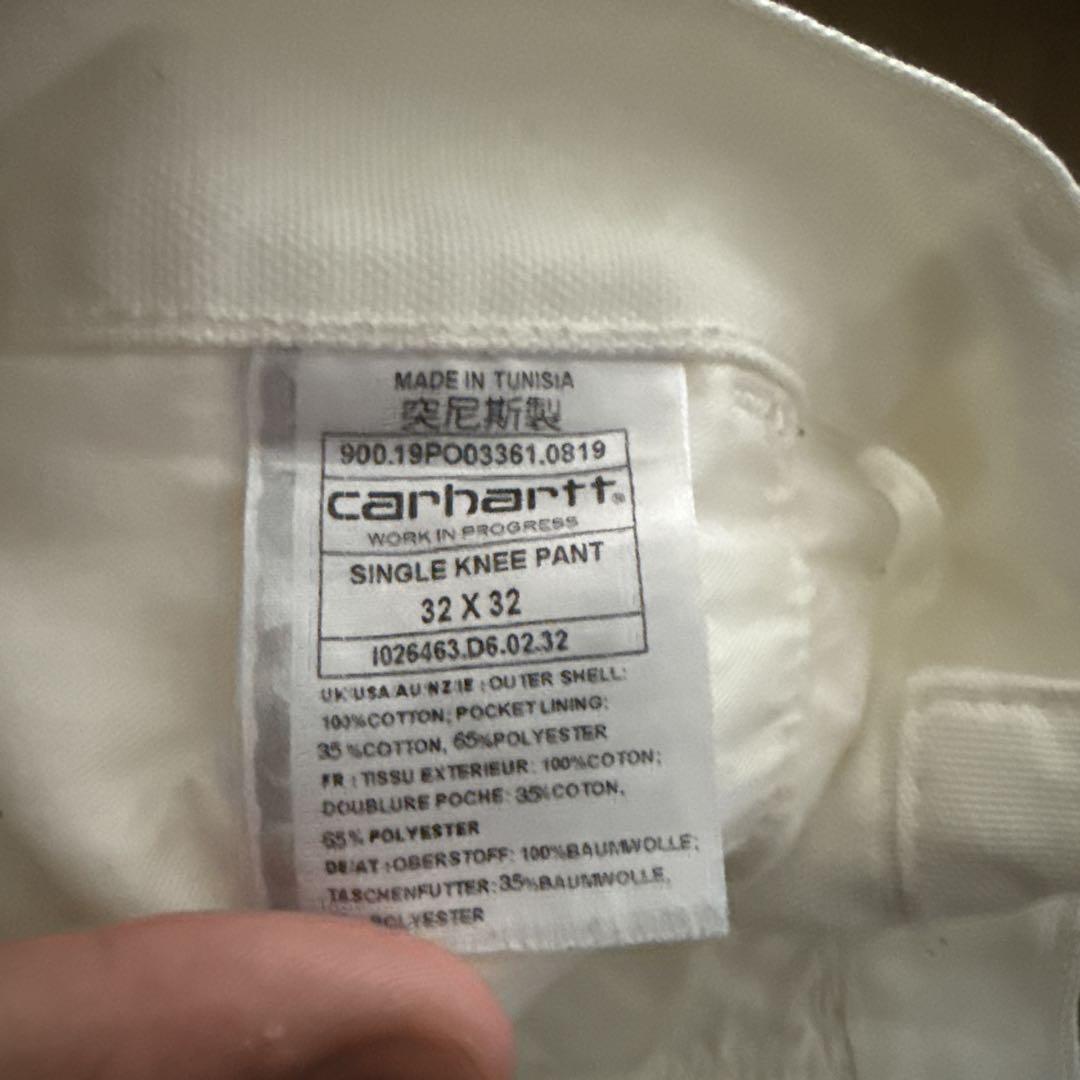 MADE IN TUNISIA
突尼斯製
900.19PO03361.0819
carhartt®
WORK IN PROGRESS
SINGLE KNEE PANT
32 X 32
I026463.D6.02.32
UK/USA/AU/NZ/IE : OUTER SHELL:
100%COTTON; POCKET LINING:
35%COTTON, 65%POLYESTER
FR : TISSU EXTERIEUR: 100%COTON;
DOUBLURE POCHE: 35%COTON,
65% POLYESTER
DE/AT : OBERSTOFF: 100%BAUMWOLLE;
TASCHENFUTTER: 35%BAUMWOLLE,
POLYESTER